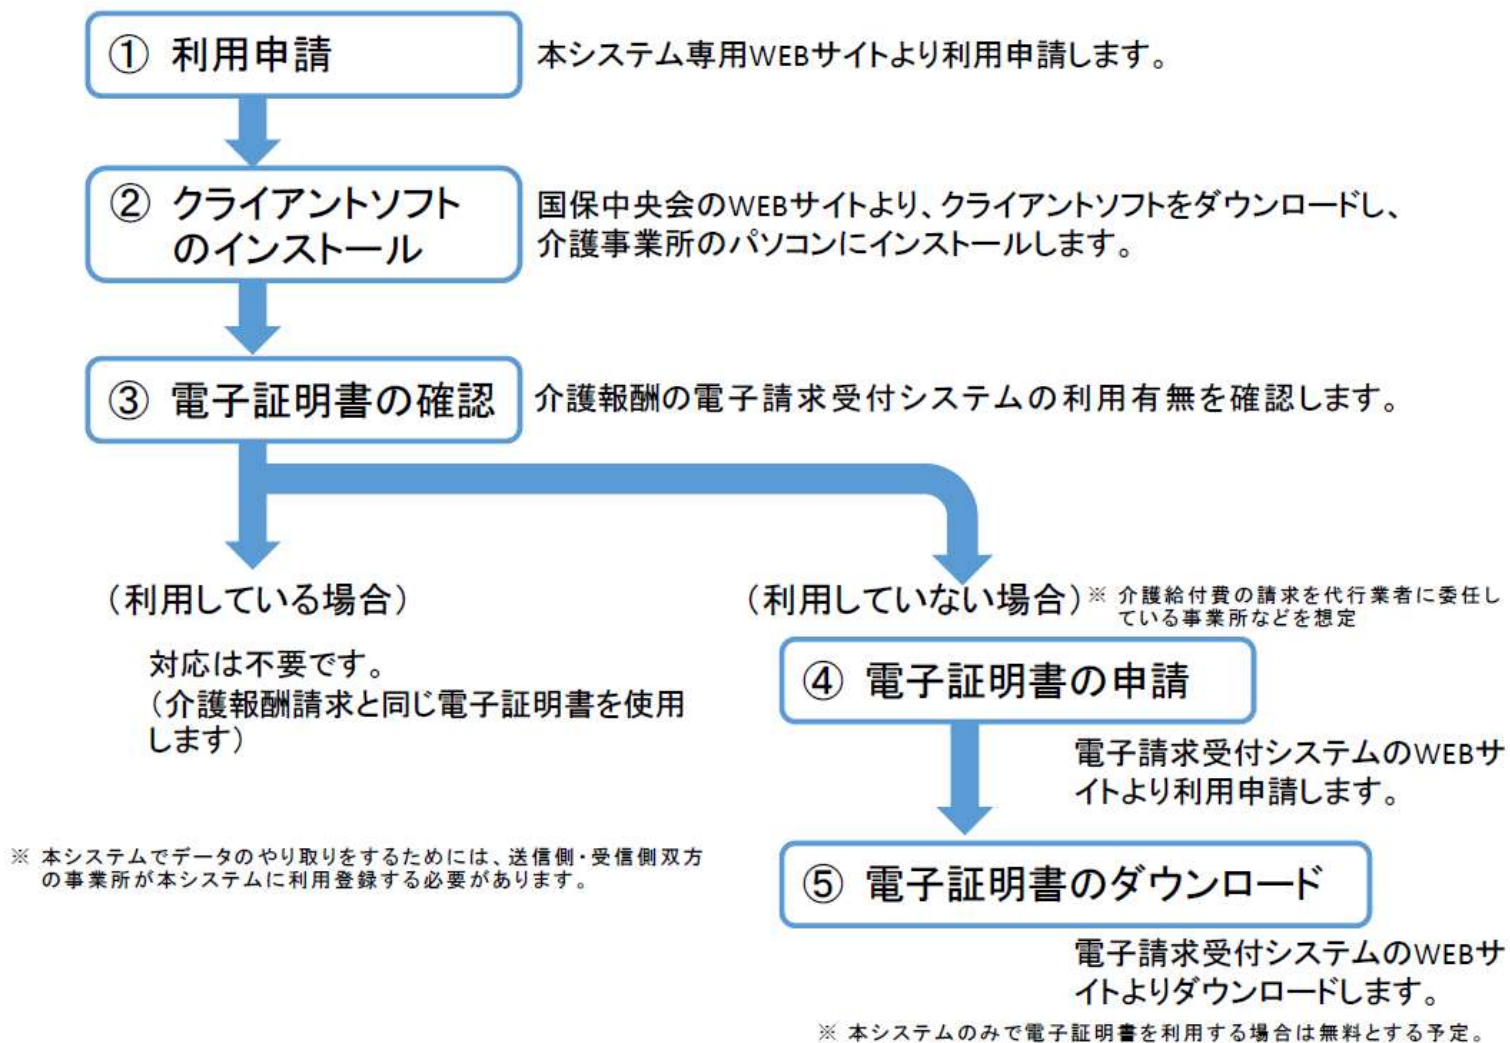 ① 利用申請
本システム専用WEBサイトより利用申請します。
② クライアントソフト
のインストール
国保中央会のWEBサイトより、クライアントソフトをダウンロードし、
介護事業所のパソコンにインストールします。
③ 電子証明書の確認
介護報酬の電子請求受付システムの利用有無を確認します。
（利用している場合）
対応は不要です。
（介護報酬請求と同じ電子証明書を使用
します）
※ 本システムでデータのやり取りをするためには、送信側・受信側双方
の事業所が本システムに利用登録する必要があります。
（利用していない場合）
※ 介護給付費の請求を代行業者に委任し
ている事業所などを想定
④ 電子証明書の申請
電子請求受付システムのWEBサ
イトより利用申請します。
⑤ 電子証明書のダウンロード
電子請求受付システムのWEBサ
イトよりダウンロードします。
※ 本システムのみで電子証明書を利用する場合は無料とする予定。